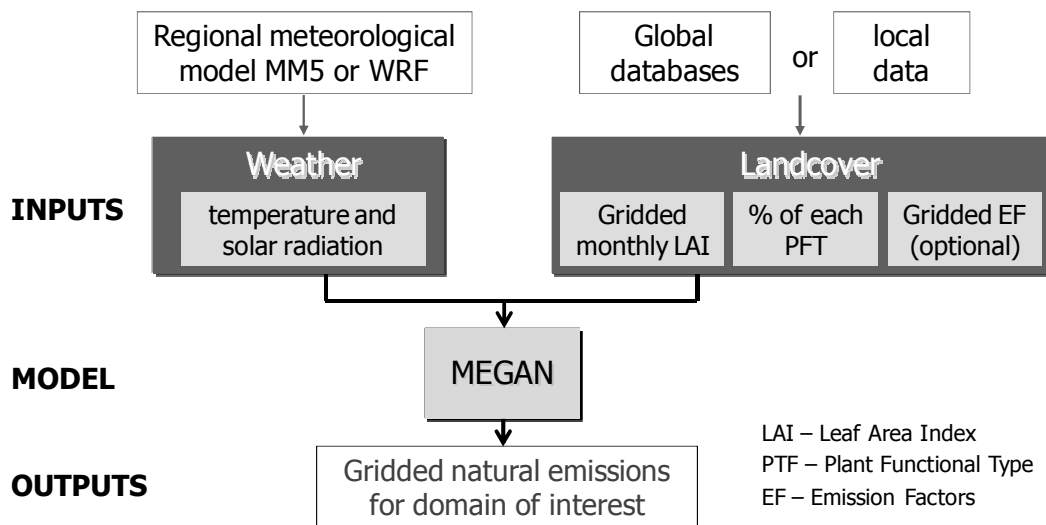 Regional meteorological
model MM5 or WRF
Global
databases
or
local
data
Weather
Landcover
INPUTS
temperature and
solar radiation
Gridded
monthly LAI
% of each
PFT
Gridded EF
(optional)
MODEL
MEGAN
LAI – Leaf Area Index
PTF – Plant Functional Type
EF – Emission Factors
OUTPUTS
Gridded natural emissions
for domain of interest